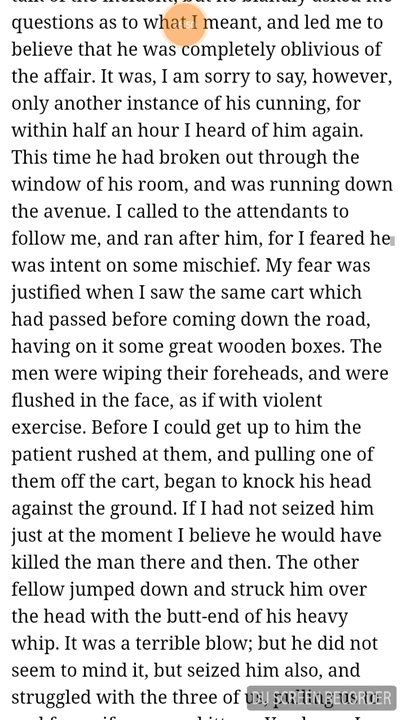 questions as to what I meant, and led me to
believe that he was completely oblivious of
the affair. It was, I am sorry to say, however,
only another instance of his cunning, for
within half an hour I heard of him again.
This time he had broken out through the
window of his room, and was running down
the avenue. I called to the attendants to
follow me, and ran after him, for I feared he
was intent on some mischief. My fear was
justified when I saw the same cart which
had passed before coming down the road,
having on it some great wooden boxes. The
men were wiping their foreheads, and were
flushed in the face, as if with violent
exercise. Before I could get up to him the
patient rushed at them, and pulling one of
them off the cart, began to knock his head
against the ground. If I had not seized him
just at the moment I believe he would have
killed the man there and then. The other
fellow jumped down and struck him over
the head with the butt-end of his heavy
whip. It was a terrible blow; but he did not
seem to mind it, but seized him also, and
struggled with the three of us, pulling us to
DU SCREEN RECORDER